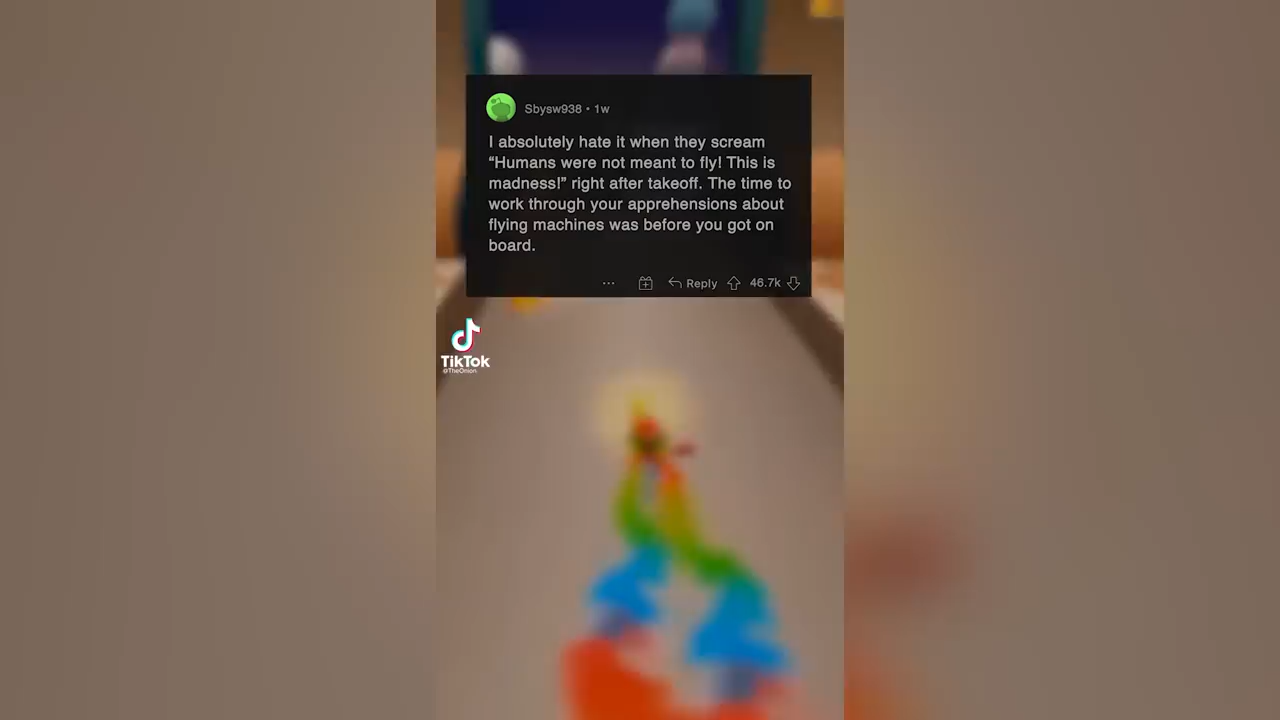 Sbysw938 • 1w
I absolutely hate it when they scream
“Humans were not meant to fly! This is
madness!” right after takeoff. The time to
work through your apprehensions about
flying machines was before you got on
board.
... Reply 46.7k
TikTok
@TheOnion